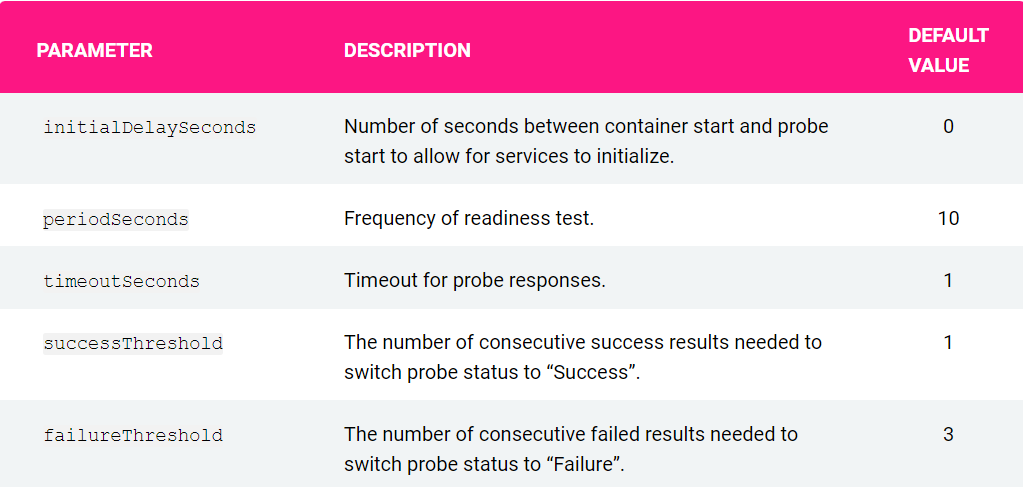 PARAMETER DESCRIPTION DEFAULT VALUE
initialDelaySeconds Number of seconds between container start and probe 0
start to allow for services to initialize.
periodSeconds Frequency of readiness test. 10
timeoutSeconds Timeout for probe responses. 1
successThreshold The number of consecutive success results needed to 1
switch probe status to “Success”.
failureThreshold The number of consecutive failed results needed to 3
switch probe status to “Failure”.